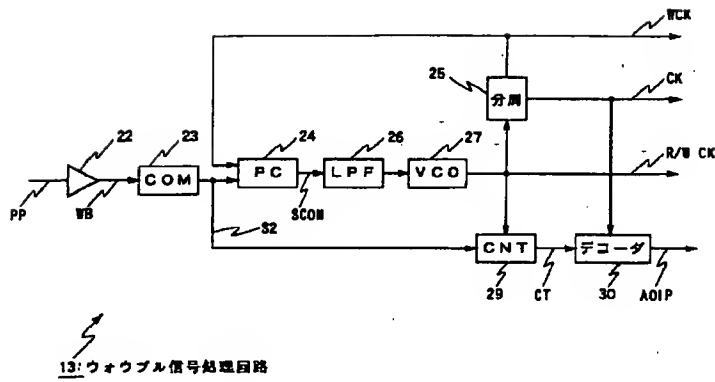 WCK
25
CK
分周
22
23
24
26
27
R/W CK
COM
PC
LPF
VCO
PP
WB
SCOM
S2
CNT
デコーダ
29
CT
30
AOIP
13:ウォウブル信号処理回路